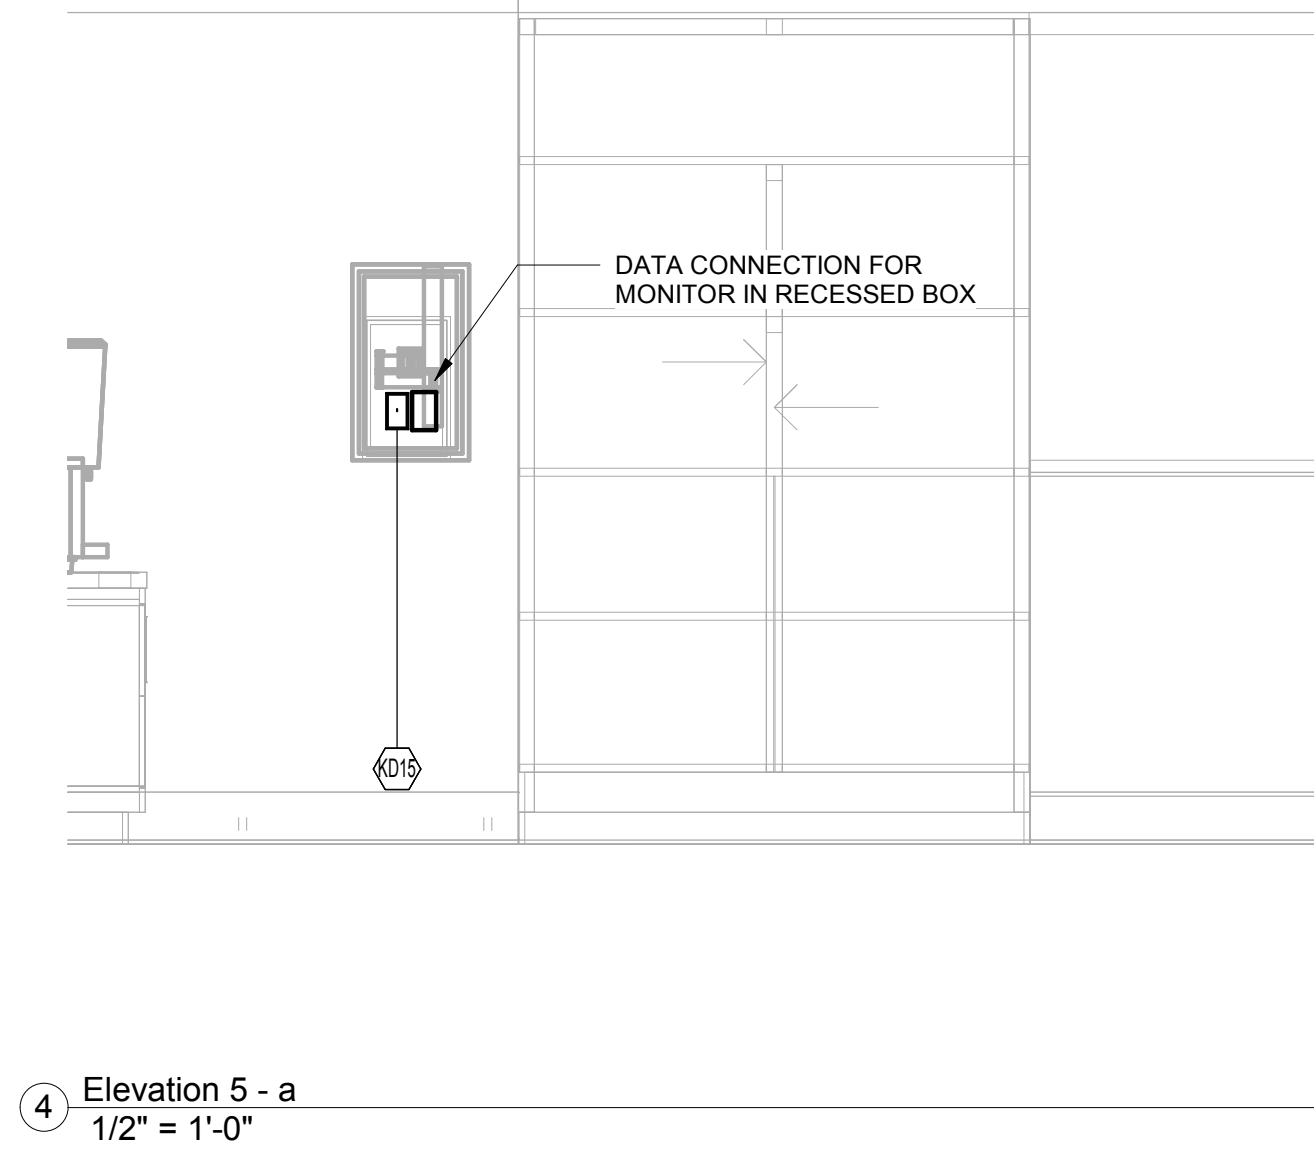 DATA CONNECTION FOR
MONITOR IN RECESSED BOX
KD15
4
Elevation 5 - a
1/2" = 1'-0"